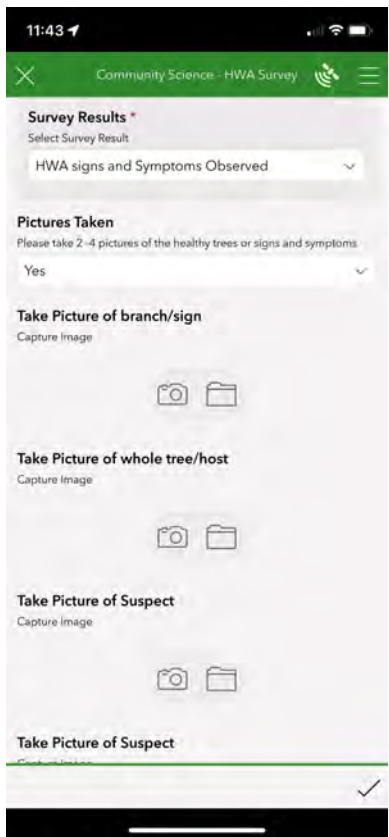 11:43
Community Science - HWA Survey
Survey Results *
Select Survey Result
HWA signs and Symptoms Observed
Pictures Taken
Please take 2 -4 pictures of the healthy trees or signs and symptoms
Yes
Take Picture of branch/sign
Capture Image
Take Picture of whole tree/host
Capture Image
Take Picture of Suspect
Capture Image
Take Picture of Suspect